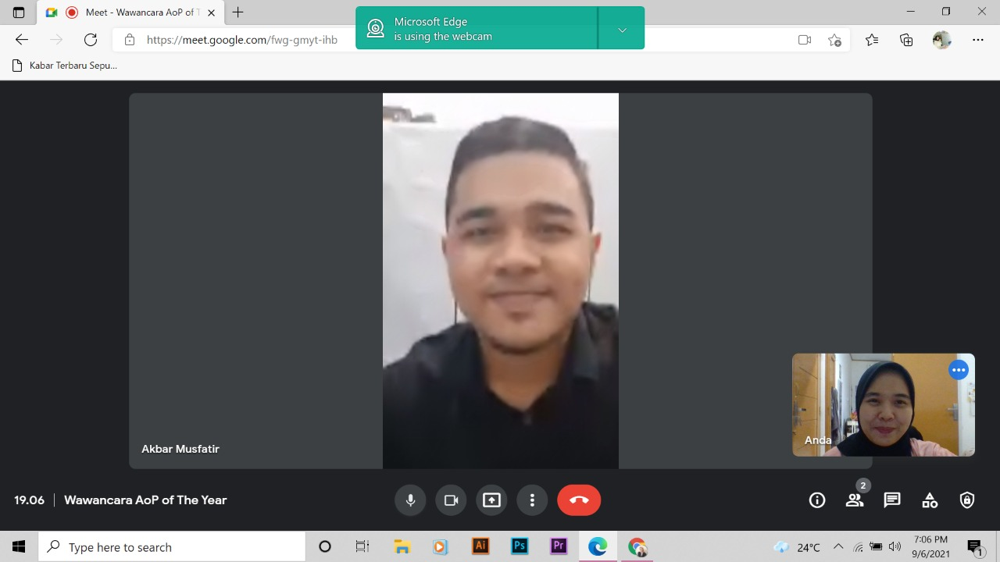 Meet - Wawancara AoP of T
Microsoft Edge
is using the webcam
https://meet.google.com/fwg-gmyt-ihb
Kabar Terbaru Sepu...
Akbar Musfatir
Anda
19.06 | Wawancara AoP of The Year
2
Type here to search
Ai
Ps
Pr
24°C
7:06 PM
9/6/2021
1